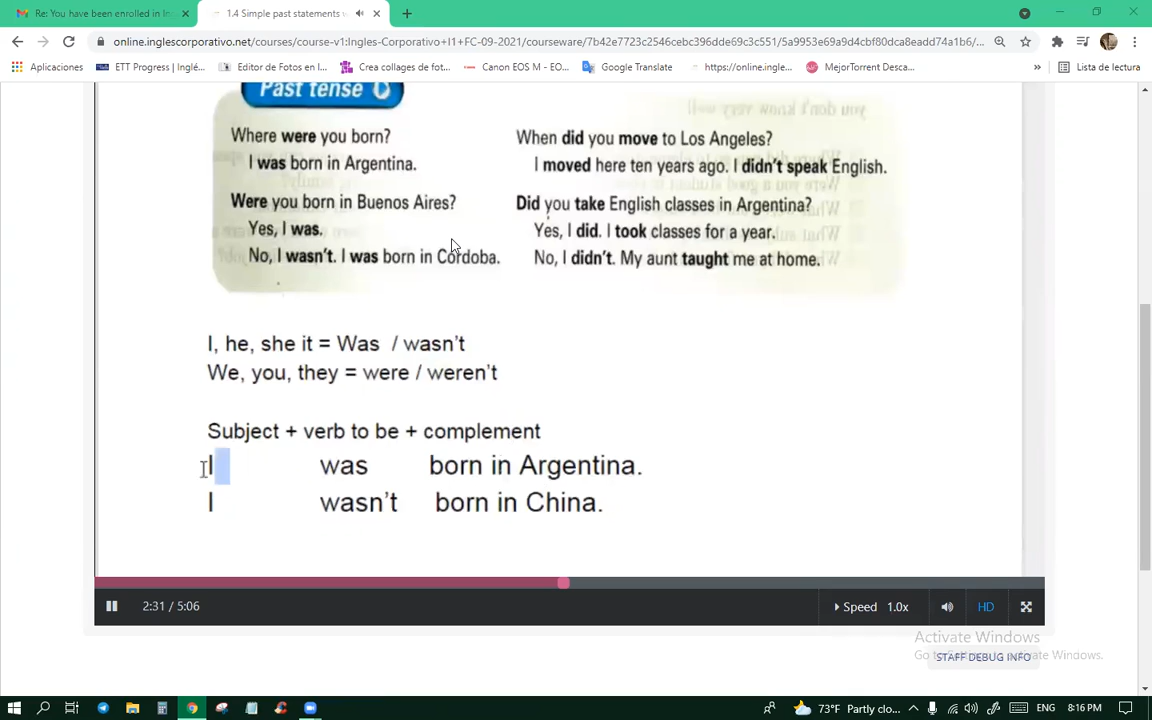 Re: You have been enrolled in In
1.4 Simple past statements
online.inglescorporativo.net/courses/course-v1:Ingles-Corporativo+I1+FC-09-2021/courseware/7b42e7723c2546cebc396dde69c3c551/5a9953e69a9d4cbf80dca8eadd74a1b6/...
Aplicaciones
ETT Progress | Inglé...
Editor de Fotos en l...
Crea collages de fot...
Canon EOS M - EO...
Google Translate
https://online.ingle...
MejorTorrent Desca...
»
Lista de lectura
Past tense
Where were you born?
I was born in Argentina.
Were you born in Buenos Aires?
Yes, I was.
No, I wasn't. I was born in Córdoba.
When did you move to Los Angeles?
I moved here ten years ago. I didn't speak English.
Did you take English classes in Argentina?
Yes, I did. I took classes for a year.
No, I didn't. My aunt taught me at home.
I, he, she it = Was / wasn't
We, you, they = were / weren't
Subject + verb to be + complement
I was born in Argentina.
I wasn't born in China.
2:31 / 5:06
Speed 1.0x
HD
Activate Windows
STAFF DEBUG INFO
73°F Partly clo...
ENG
8:16 PM